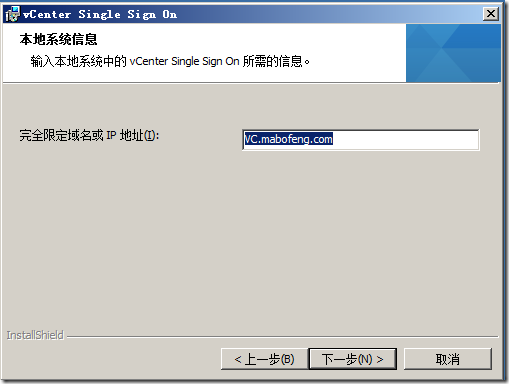 vCenter Single Sign On
本地系统信息
输入本地系统中的 vCenter Single Sign On 所需的信息。
完全限定域名或 IP 地址(I):
VC.mabofeng.com
InstallShield
< 上一步(B)
下一步(N) >
取消